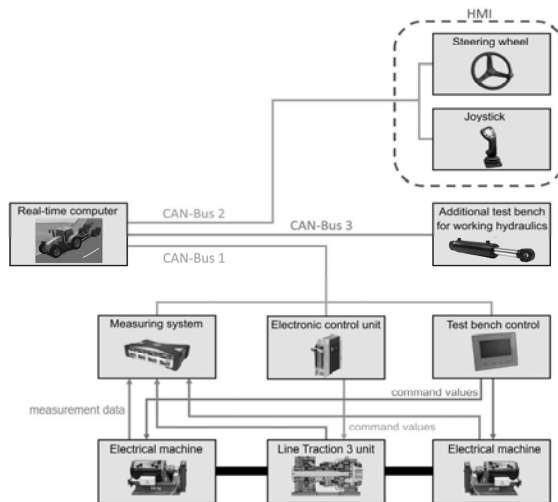 HMI
Steering wheel
Joystick
Real-time computer
CAN-Bus 2
CAN-Bus 3
CAN-Bus 1
Additional test bench
for working hydraulics
Measuring system
Electronic control unit
Test bench control
measurement data
command values
command values
Electrical machine
Line Traction 3 unit
Electrical machine